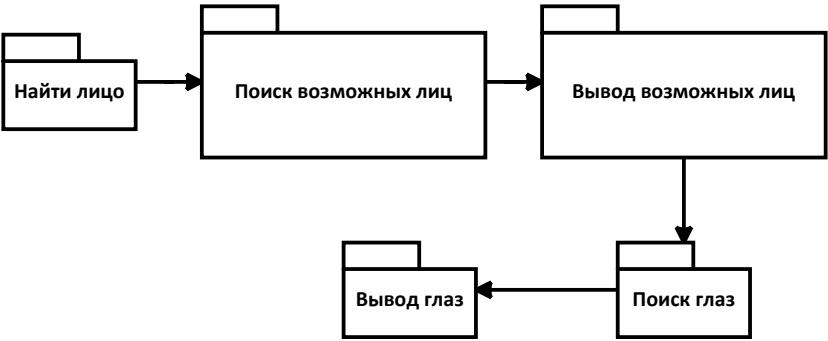 Найти лицо
Поиск возможных лиц
Вывод возможных лиц
Вывод глаз
Поиск глаз